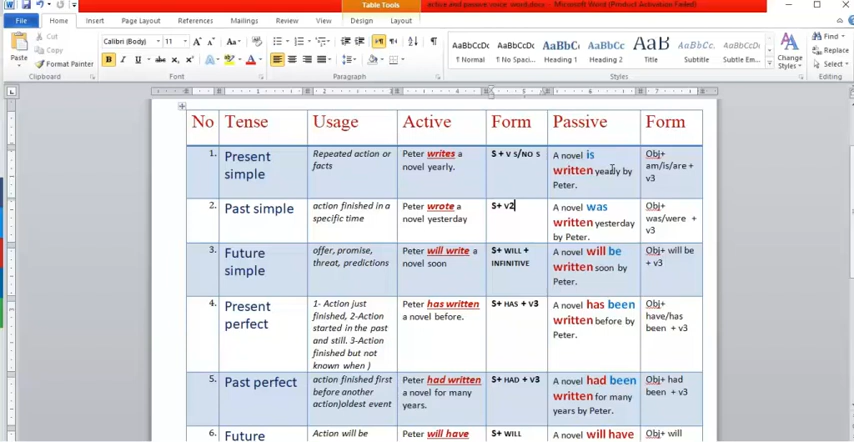 Table Tools
action and passive voice worddocx - Microsoft Word (Product Activation Failed)
File Home Insert Page Layout References Mailings Review View Design Layout
Cut
Copy
Format Painter
Paste
Clipboard
Calibri (Body) 11
Font
Paragraph
AaBbCcDc AaBbCcDc AaBbC AaBbCc AaB AaBbCc. AaBbCcDc
¶ Normal ¶ No Spaci... Heading 1 Heading 2 Title Subtitle Subtle Em...
Styles
Change
Styles
Find
Replace
Select
Editing
No Tense Usage Active Form Passive Form
1.
Present
simple
Repeated action or
facts
Peter writes a
novel yearly.
S + V S/NO S
A novel is
written yearly by
Peter.
Obj+
am/is/are +
v3
2.
Past simple
action finished in a
specific time
Peter wrote a
novel yesterday
S+ V2
A novel was
written yesterday
by Peter.
Obj+
was/were +
v3
3.
Future
simple
offer, promise,
threat, predictions
Peter will write a
novel soon
S+ WILL +
INFINITIVE
A novel will be
written soon by
Peter.
Obj+ will be
+ v3
4.
Present
perfect
1- Action just
finished, 2-Action
started in the past
and still. 3-Action
finished but not
known when )
Peter has written
a novel before.
S+ HAS + V3
A novel has been
written before by
Peter.
Obj+
have/has
been + v3
5.
Past perfect
action finished first
before another
action)oldest event
Peter had written
a novel for many
years.
S+ HAD + V3
A novel had been
written for many
years by Peter.
Obj+ had
been + v3
6.
Future
Action will be
Peter will have
S+ WILL
A novel will have
Obj+ will